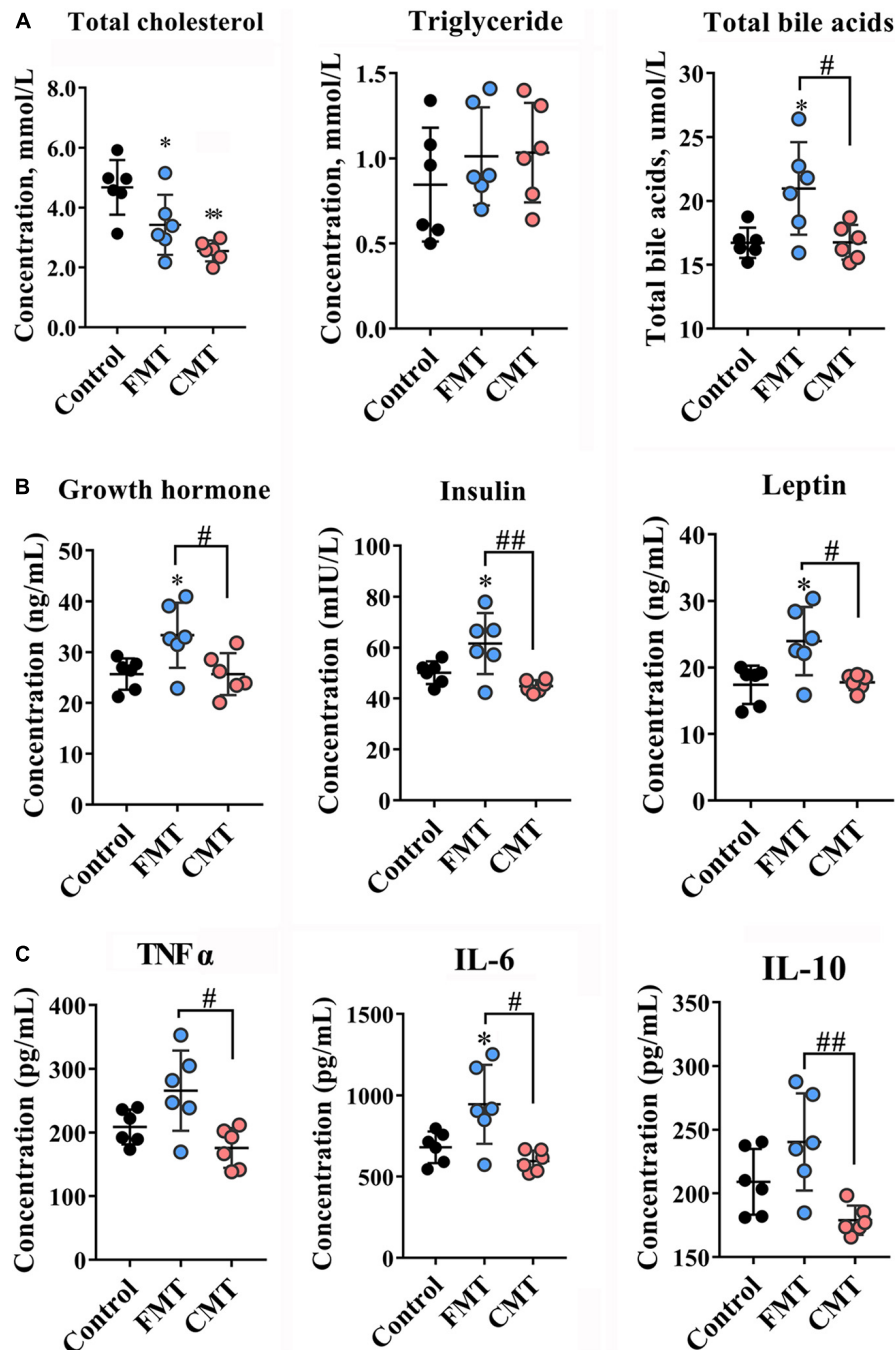 A
Total cholesterol
Concentration, mmol/L
8.0
6.0
4.0
2.0
0.0
*
**
Control
FMT
CMT
Triglyceride
Concentration, mmol/L
1.5
1.0
0.5
0.0
Control
FMT
CMT
Total bile acids
Total bile acids, umol/L
30
25
20
15
10
#
*
Control
FMT
CMT
B
Growth hormone
Concentration (ng/mL)
50
40
30
20
10
0
#
*
Control
FMT
CMT
Insulin
Concentration (mIU/L)
100
80
60
40
20
0
##
*
Control
FMT
CMT
Leptin
Concentration (ng/mL)
40
30
20
10
0
#
*
Control
FMT
CMT
C
TNF α
Concentration (pg/mL)
400
300
200
100
0
#
Control
FMT
CMT
IL-6
Concentration (pg/mL)
1500
1000
500
0
#
*
Control
FMT
CMT
IL-10
Concentration (pg/mL)
350
300
250
200
150
##
Control
FMT
CMT